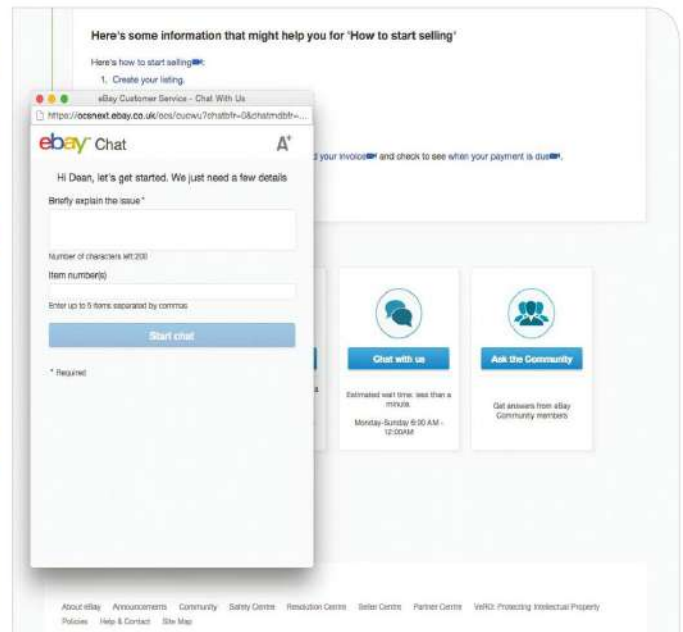 Here's some information that might help you for 'How to start selling'
Here's how to start selling
1. Create your listing.
eBay Customer Service - Chat With Us
ebay Chat
A+
Hi Dean, let's get started. We just need a few details
Briefly explain the issue*
Number of characters left:200
Item number(s)
Enter up to 5 items separated by commas
Start chat
* Required
your invoice and check to see when your payment is due
Chat with us
Estimated wait time: less than a
minute.
Monday-Sunday 6:00 AM -
12:00AM
Ask the Community
Get answers from eBay
Community members
About eBay Announcements Community Safety Centre Resolution Centre Seller Centre Partner Centre VeRO: Protecting Intellectual Property
Policies Help & Contact Site Map